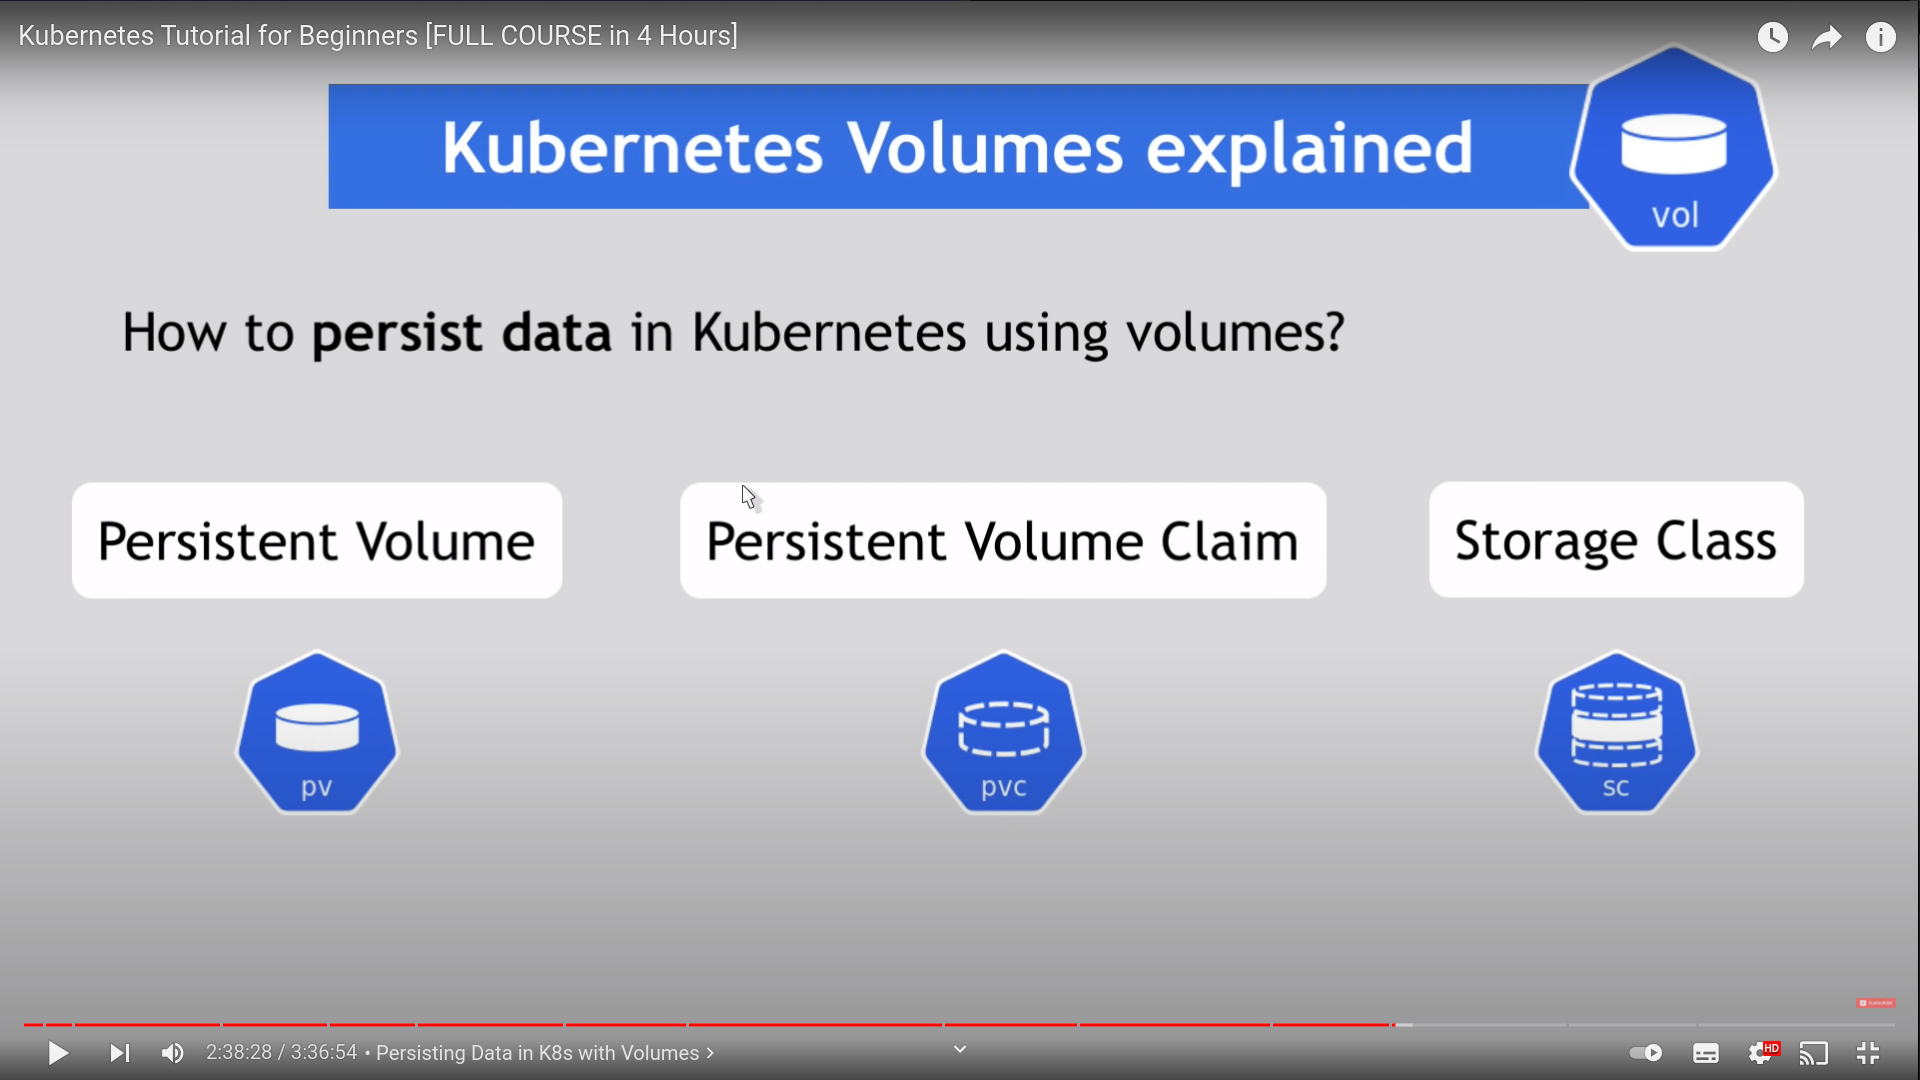 Kubernetes Tutorial for Beginners [FULL COURSE in 4 Hours]
Kubernetes Volumes explained
vol
How to persist data in Kubernetes using volumes?
Persistent Volume
Persistent Volume Claim
Storage Class
pv
pvc
sc
SUBSCRIBE
2:38:28 / 3:36:54 • Persisting Data in K8s with Volumes
HD